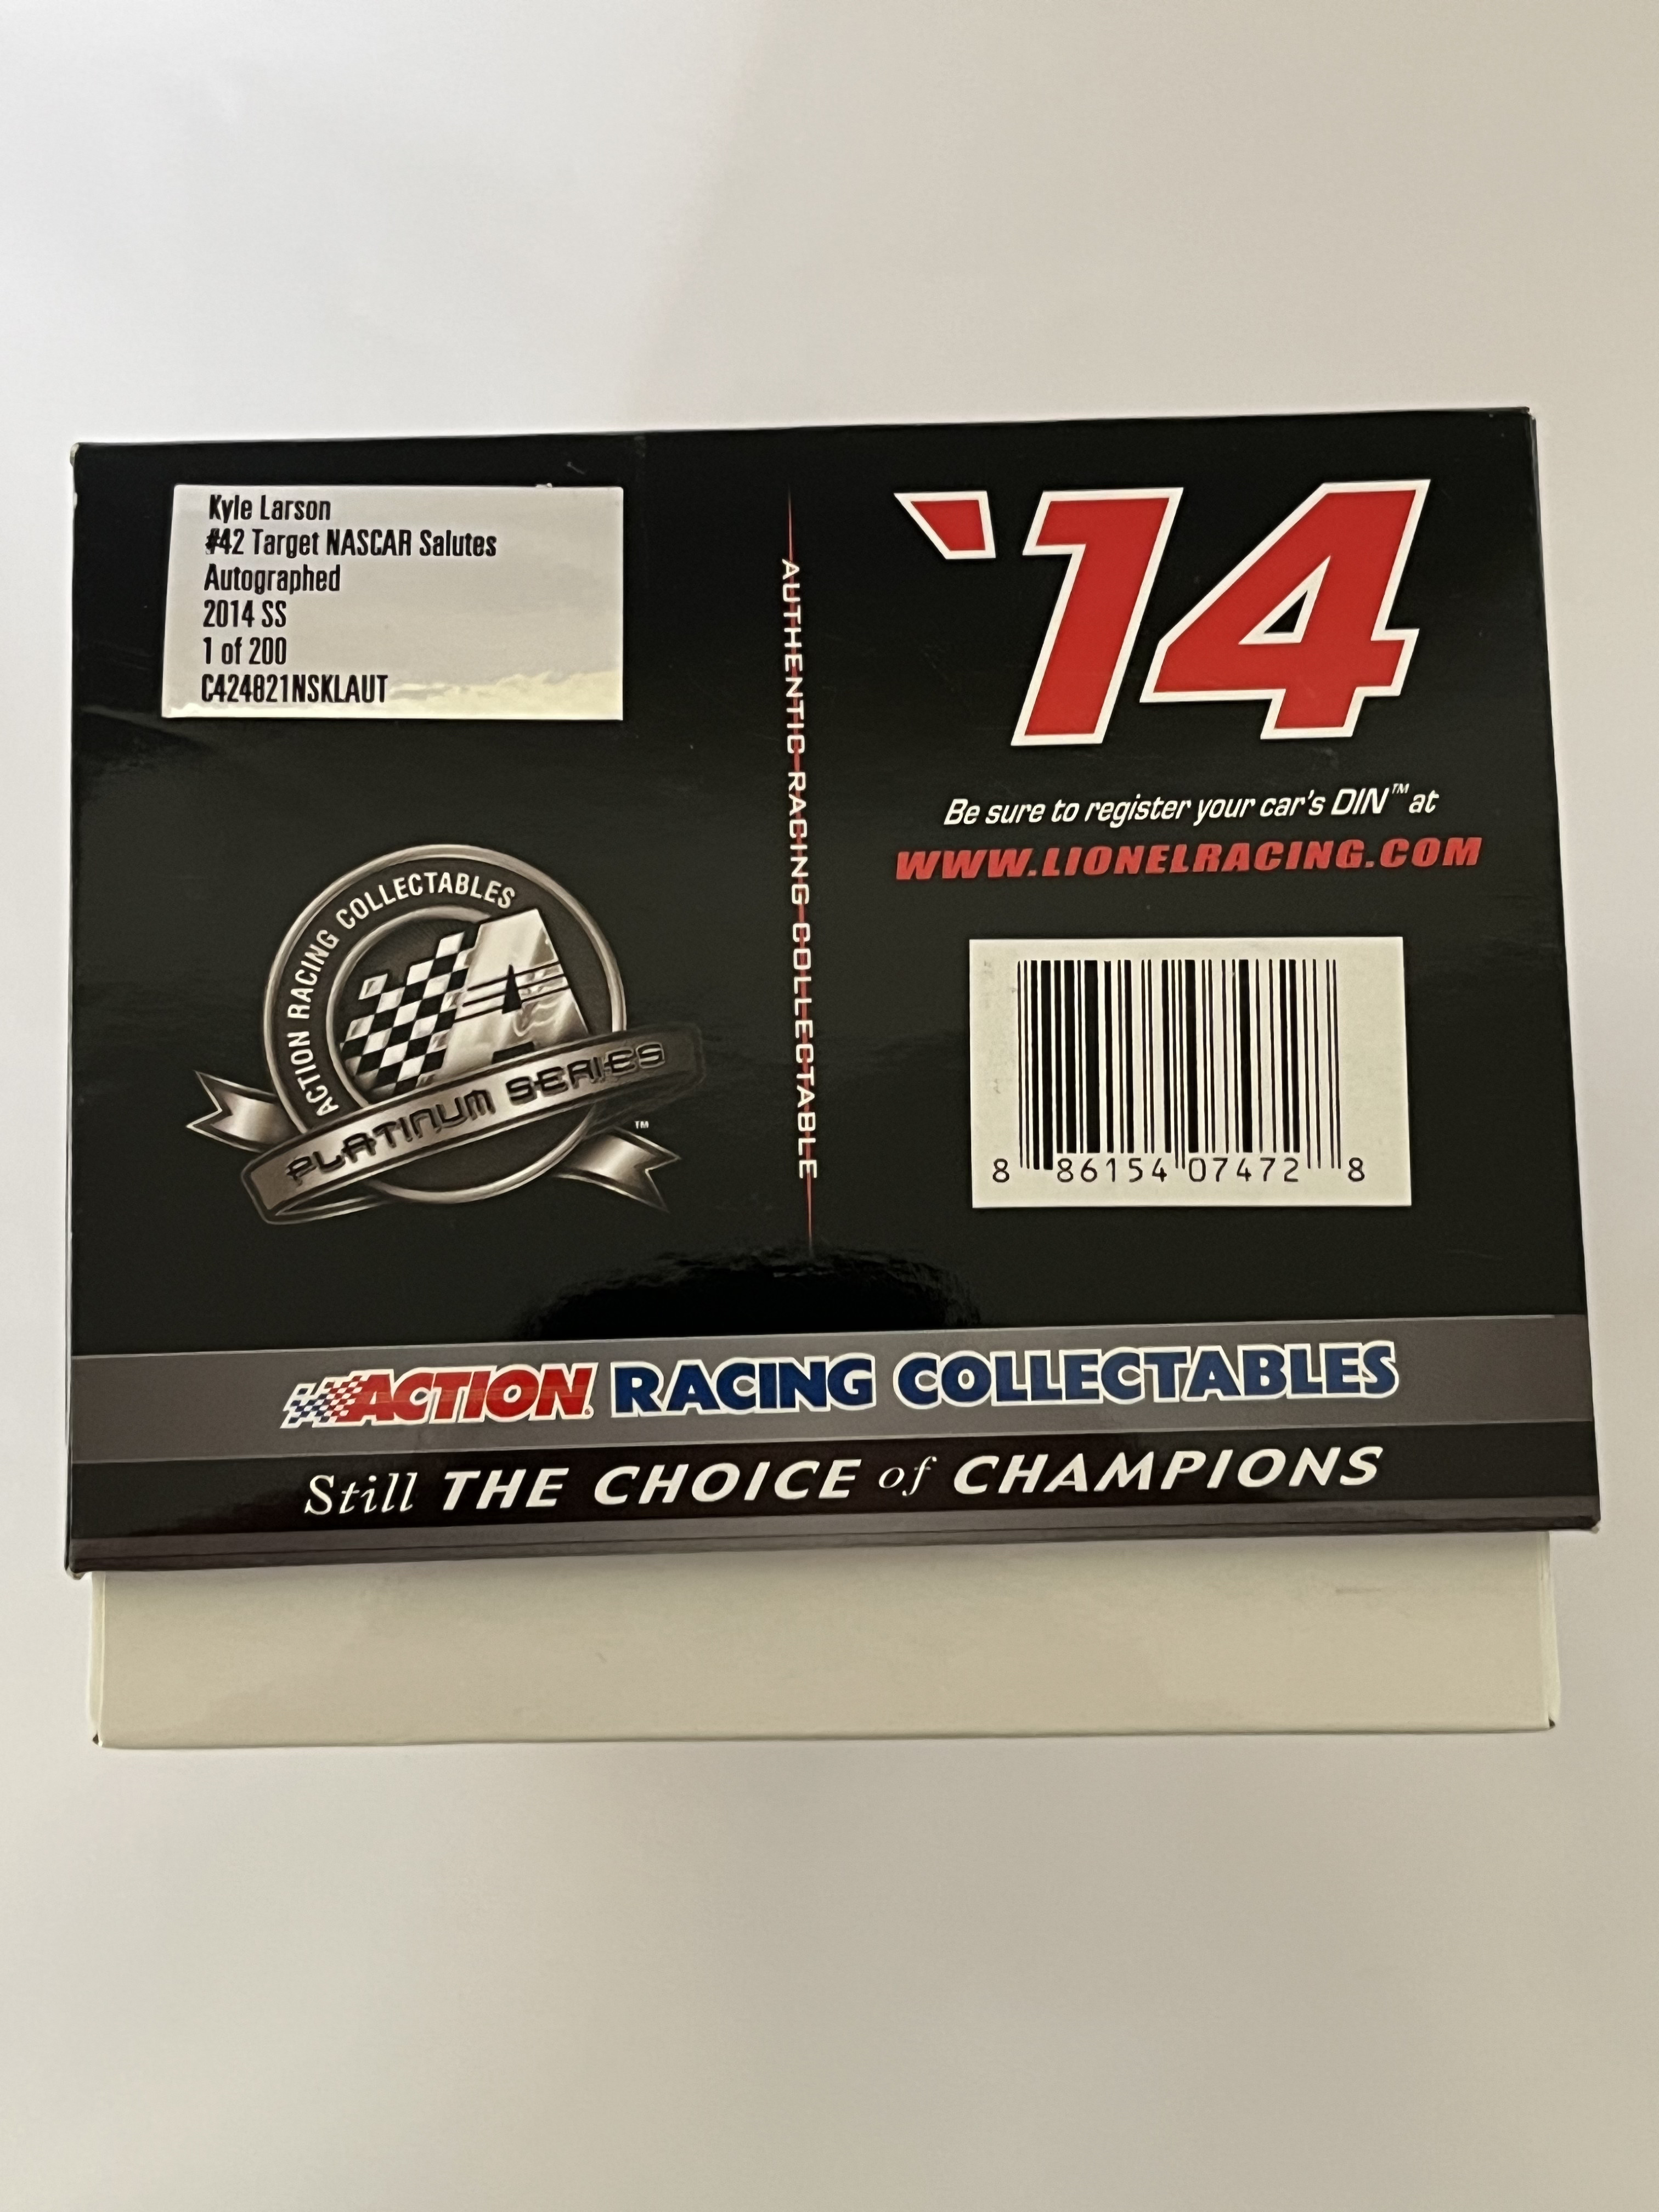 Kyle Larson
#42 Target NASCAR Salutes
Autographed
2014 SS
1 of 200
C424821NSKLAUT
ACTION RACING COLLECTABLES
A
PLATINUM SERIES
TM
AUTHENTIC RACING COLLECTABLE
'14
Be sure to register your car's DIN™ at
WWW.LIONELRACING.COM
8 86154 07472 8
ACTION RACING COLLECTABLES
Still THE CHOICE of CHAMPIONS